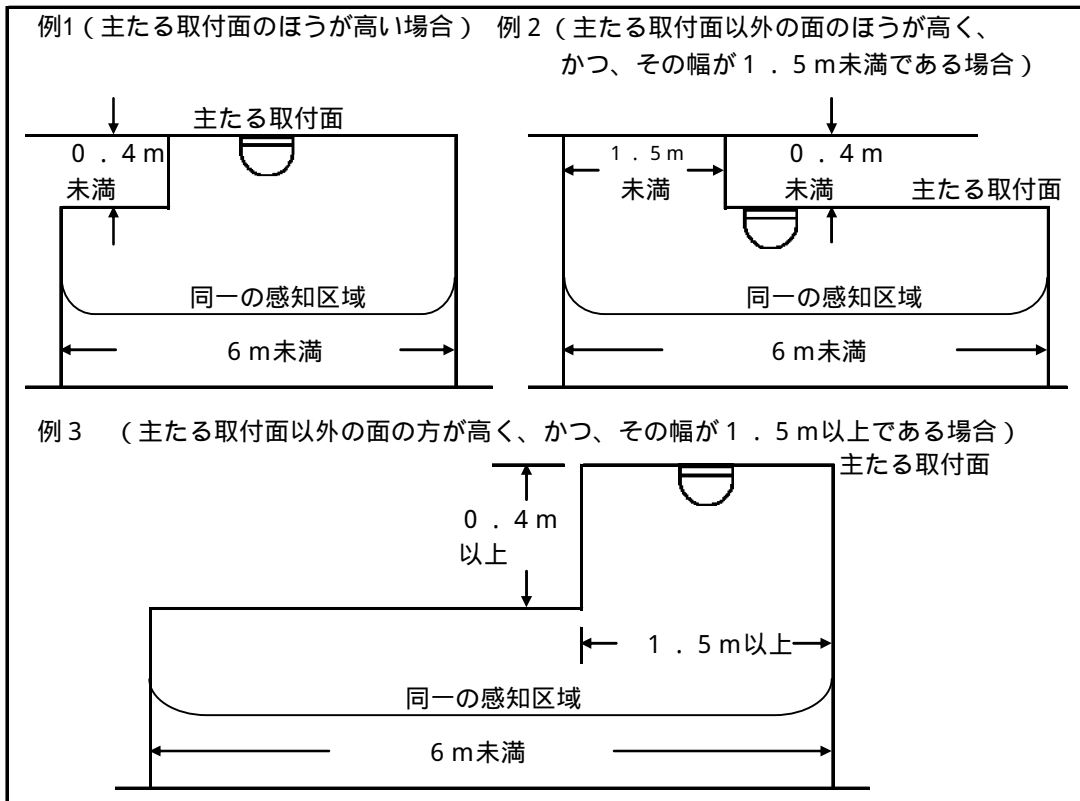 例1（主たる取付面のほうが高い場合）
例２（主たる取付面以外の面のほうが高く、
かつ、その幅が１．５ｍ未満である場合）
主たる取付面
０．４ｍ
未満
同一の感知区域
６ｍ未満
１．５ｍ
未満
０．４ｍ
未満
主たる取付面
同一の感知区域
６ｍ未満
例３　（主たる取付面以外の面の方が高く、かつ、その幅が１．５ｍ以上である場合）
主たる取付面
０．４ｍ
以上
１．５ｍ以上
同一の感知区域
６ｍ未満